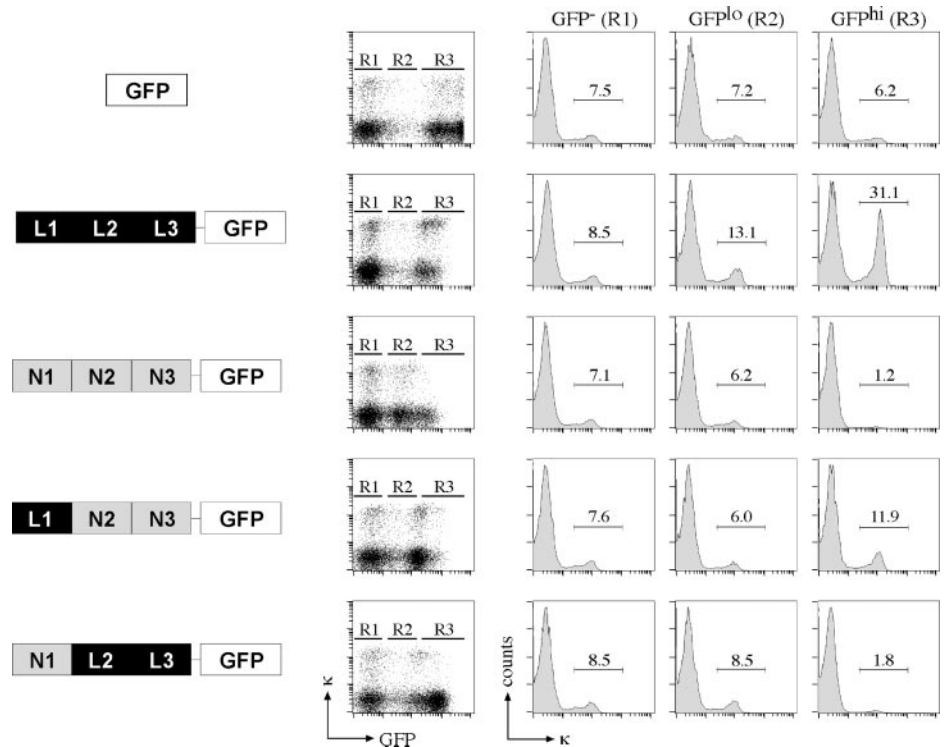 GFP⁻ (R1) GFPˡᵒ (R2) GFPʰⁱ (R3)
GFP
R1 R2 R3
7.5 7.2 6.2
L1 L2 L3 GFP
R1 R2 R3
8.5 13.1 31.1
N1 N2 N3 GFP
R1 R2 R3
7.1 6.2 1.2
L1 N2 N3 GFP
R1 R2 R3
7.6 6.0 11.9
N1 L2 L3 GFP
R1 R2 R3
8.5 8.5 1.8
κ
GFP
counts
κ